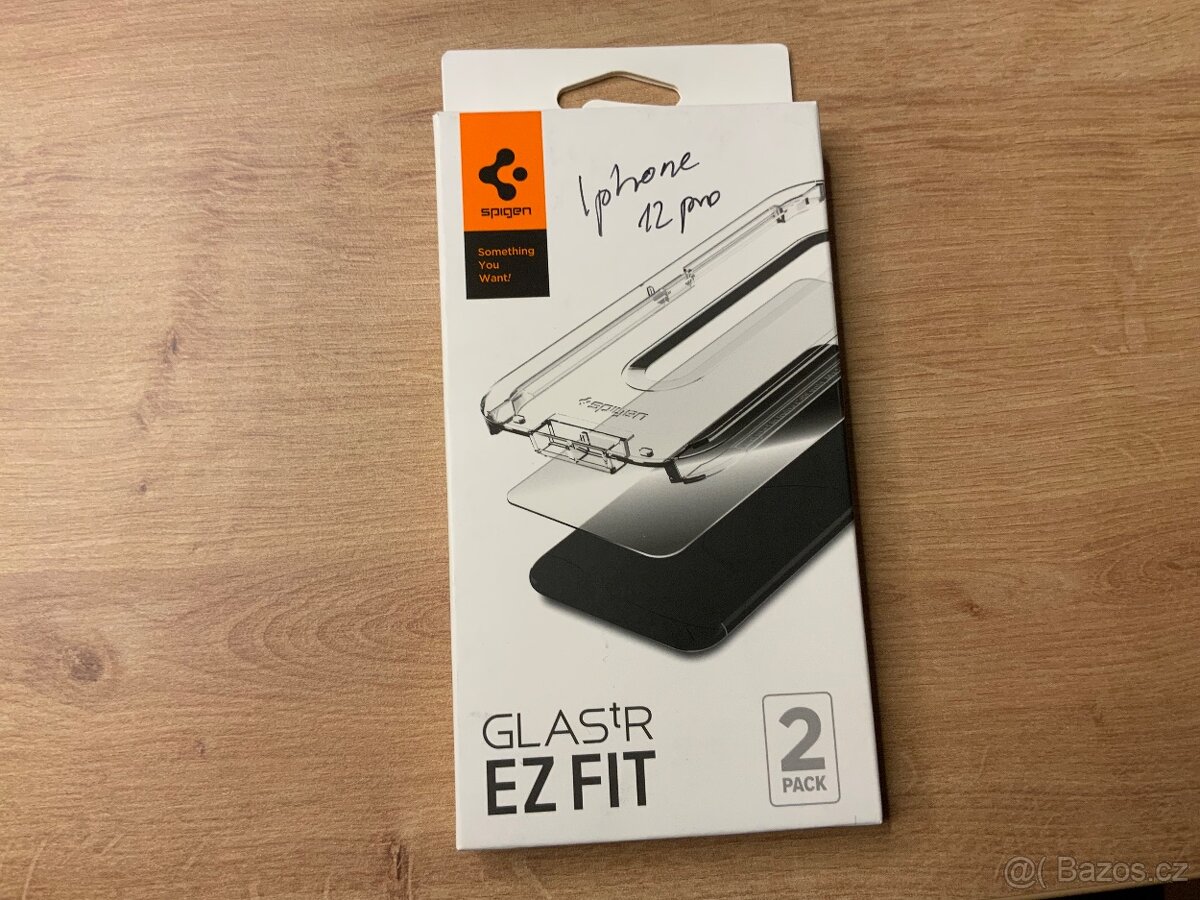 spigen
Something
You
Want!
Iphone
12 pro
spigen
GLAStR
EZ FIT
2
PACK
@( Bazos.cz